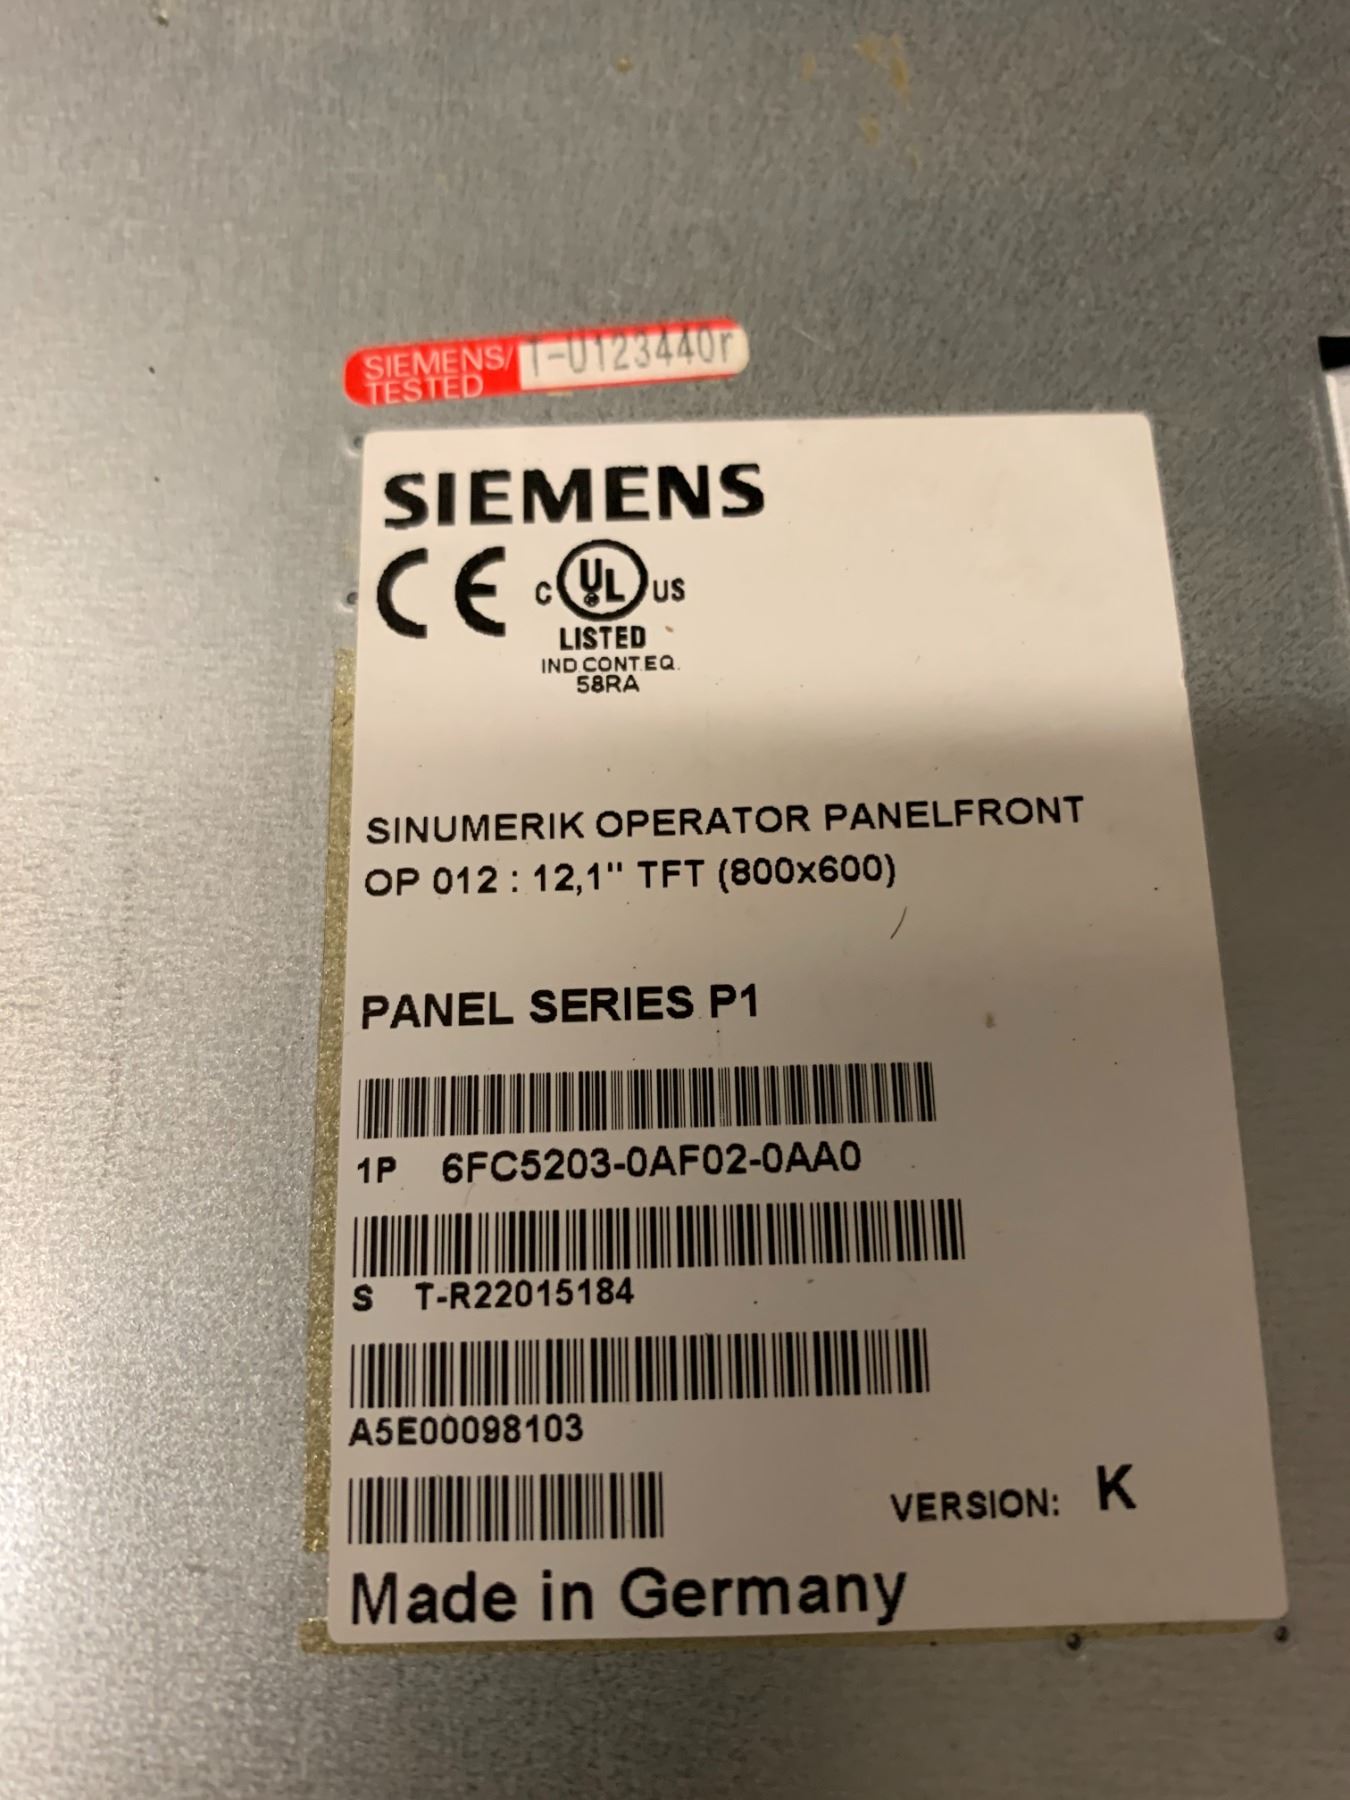 SIEMENS/ T-U123440r
TESTED
SIEMENS
CE C UL US
LISTED
IND.CONT.EQ.
58RA
SINUMERIK OPERATOR PANELFRONT
OP 012 : 12,1" TFT (800x600)
PANEL SERIES P1
1P 6FC5203-0AF02-0AA0
S T-R22015184
A5E00098103
VERSION: K
Made in Germany